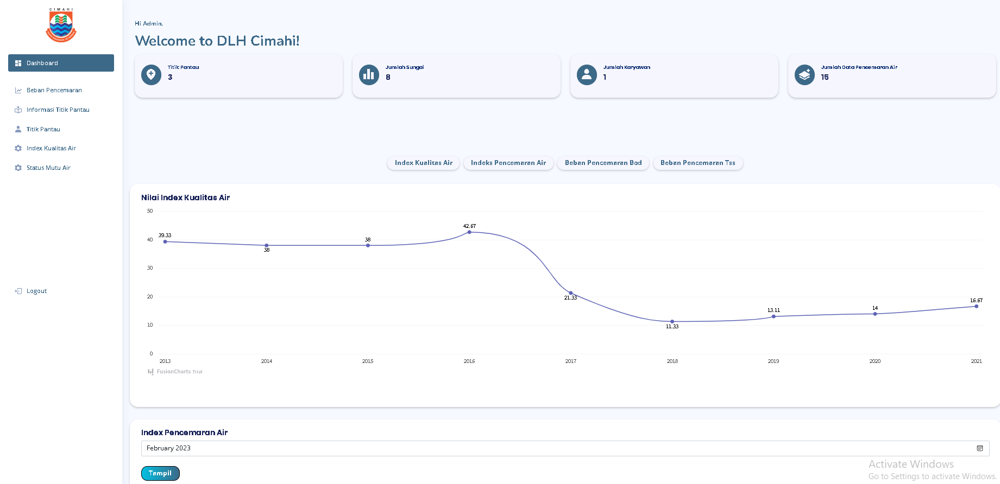 CIMAHI
Dashboard
Beban Pencemaran
Informasi Titik Pantau
Titik Pantau
Index Kualitas Air
Status Mutu Air
Logout
Hi Admin,
Welcome to DLH Cimahi!
Titik Pantau
3
Jumlah Sungai
8
Jumlah Karyawan
1
Jumlah Data Pencemaran Air
15
Index Kualitas Air
Indeks Pencemaran Air
Beban Pencemaran Bod
Beban Pencemaran Tss
Nilai Index Kualitas Air
50
40
30
20
10
0
39.33
38
38
42.67
21.33
11.33
13.11
14
16.67
2013
2014
2015
2016
2017
2018
2019
2020
2021
FusionCharts Trial
Index Pencemaran Air
February 2023
Tampil
Activate Windows
Go to Settings to activate Windows.